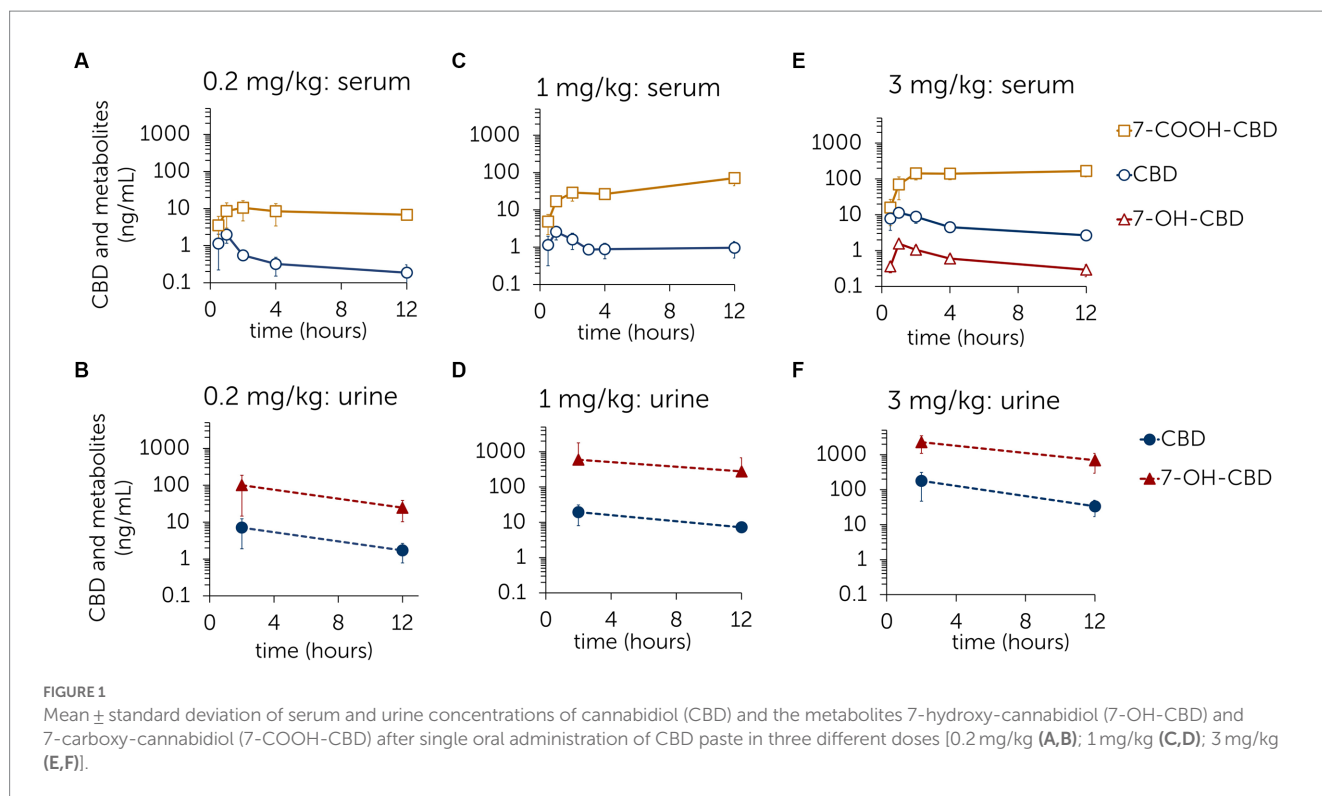 A
0.2 mg/kg: serum
CBD and metabolites
(ng/mL)
1000
100
10
1
0.1
0 4 8 12
time (hours)
C
1 mg/kg: serum
1000
100
10
1
0.1
0 4 8 12
time (hours)
E
3 mg/kg: serum
1000
100
10
1
0.1
0 4 8 12
time (hours)
7-COOH-CBD
CBD
7-OH-CBD
B
0.2 mg/kg: urine
CBD and metabolites
(ng/mL)
1000
100
10
1
0.1
0 4 8 12
time (hours)
D
1 mg/kg: urine
1000
100
10
1
0.1
0 4 8 12
time (hours)
F
3 mg/kg: urine
1000
100
10
1
0.1
0 4 8 12
time (hours)
CBD
7-OH-CBD
FIGURE 1
Mean ± standard deviation of serum and urine concentrations of cannabidiol (CBD) and the metabolites 7-hydroxy-cannabidiol (7-OH-CBD) and
7-carboxy-cannabidiol (7-COOH-CBD) after single oral administration of CBD paste in three different doses [0.2 mg/kg (A,B); 1 mg/kg (C,D); 3 mg/kg
(E,F)].